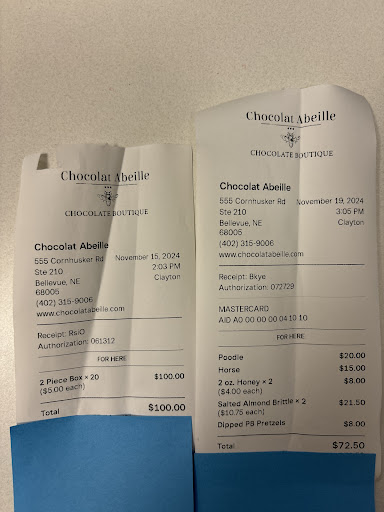 Chocolat Abeille
CHOCOLATE BOUTIQUE
Chocolat Abeille
555 Cornhusker Rd November 15, 2024
Ste 210 2:03 PM
Bellevue, NE Clayton
68005
(402) 315-9006
www.chocolatabeille.com
Receipt: RsIO
Authorization: 061312
FOR HERE
2 Piece Box × 20 $100.00
($5.00 each)
Total $100.00
Chocolat Abeille
CHOCOLATE BOUTIQUE
Chocolat Abeille
555 Cornhusker Rd November 19, 2024
Ste 210 3:05 PM
Bellevue, NE Clayton
68005
(402) 315-9006
www.chocolatabeille.com
Receipt: Bkye
Authorization: 072729
MASTERCARD
AID A0 00 00 00 04 10 10
FOR HERE
Poodle $20.00
Horse $15.00
2 oz. Honey × 2 $8.00
($4.00 each)
Salted Almond Brittle × 2 $21.50
($10.75 each)
Dipped PB Pretzels $8.00
Total $72.50